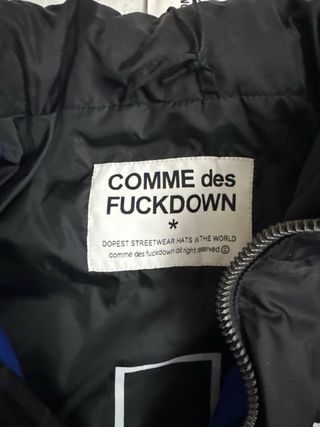 COMME des
FUCKDOWN
*
DOPEST STREETWEAR HATS IN THE WORLD
comme des fuckdown all right reserved ©